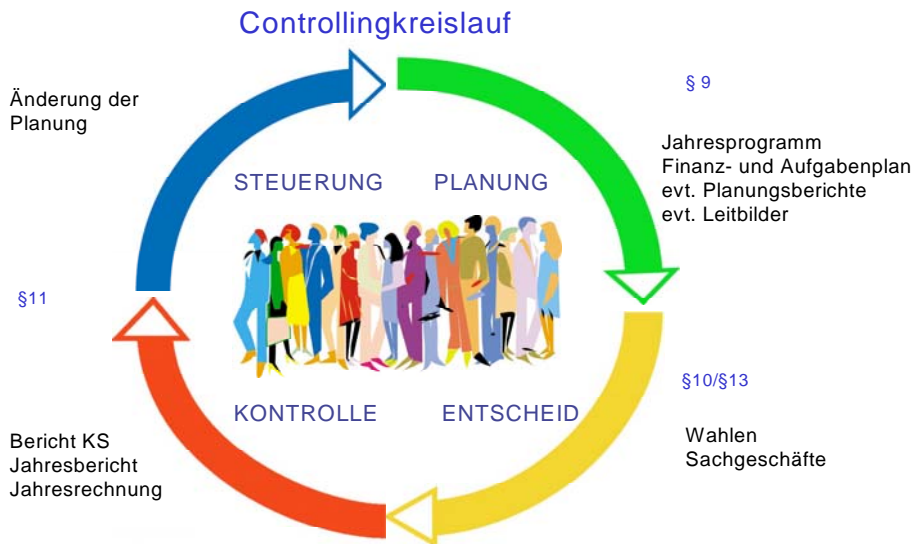 Controllingkreislauf
Änderung der
Planung
§ 9
Jahresprogramm
Finanz- und Aufgabenplan
evt. Planungsberichte
evt. Leitbilder
STEUERUNG PLANUNG
§11
§10/§13
KONTROLLE ENTSCHEID
Bericht KS
Jahresbericht
Jahresrechnung
Wahlen
Sachgeschäfte